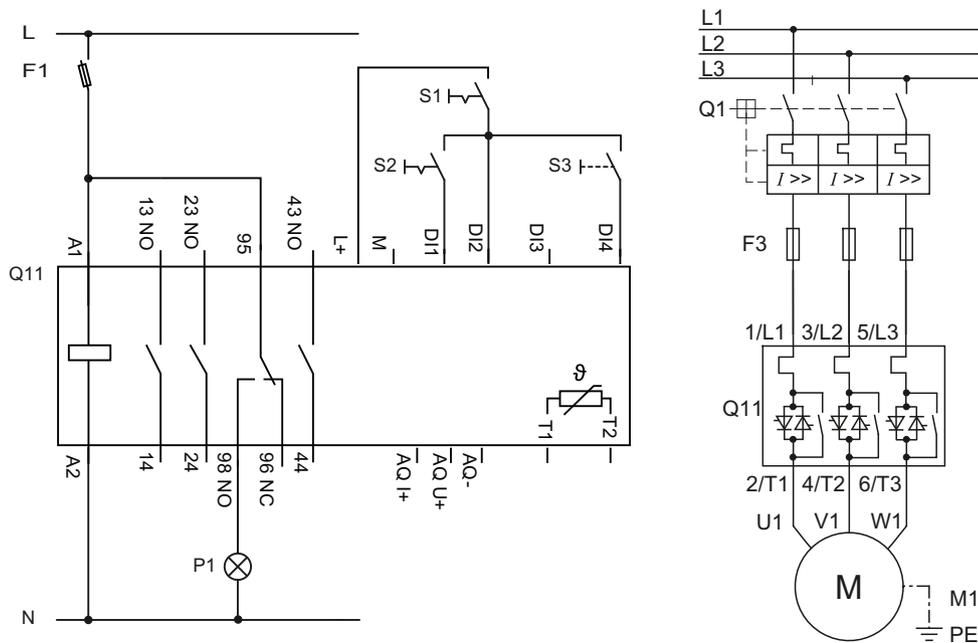 L
F1
S1
S2
S3
A1
13 NO
23 NO
95
43 NO
L+
M
DI1
DI2
DI3
DI4
Q11
ϑ
T1
T2
A2
14
24
98 NO
96 NC
44
AQ I+
AQ U+
AQ-
P1
N
L1
L2
L3
Q1
I >> I >> I >>
F3
1/L1 3/L2 5/L3
Q11
2/T1 4/T2 6/T3
U1 V1 W1
M
M1
PE